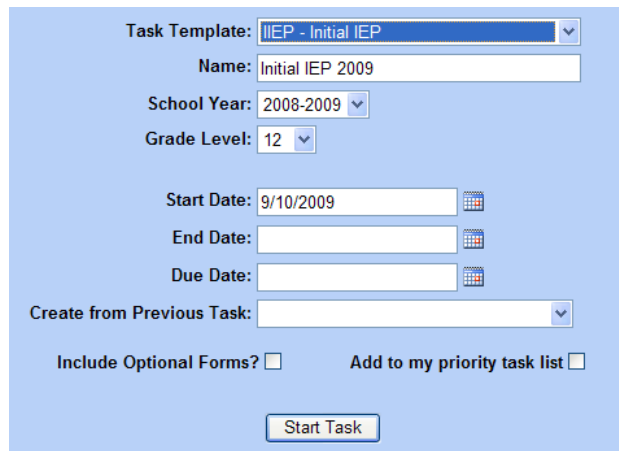 Task Template: IIEP - Initial IEP
Name: Initial IEP 2009
School Year: 2008-2009
Grade Level: 12
Start Date: 9/10/2009
End Date:
Due Date:
Create from Previous Task:
Include Optional Forms? Add to my priority task list
Start Task